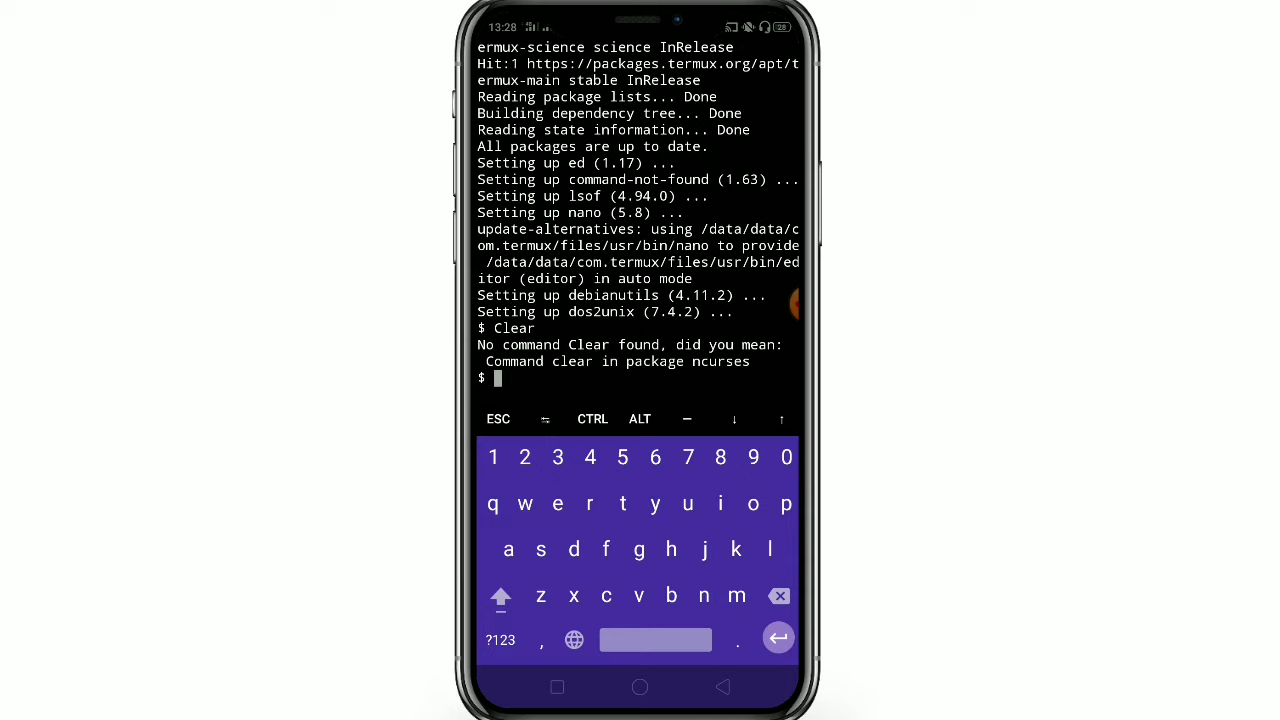 13:28 28
ermux-science science InRelease
Hit:1 https://packages.termux.org/apt/t
ermux-main stable InRelease
Reading package lists... Done
Building dependency tree... Done
Reading state information... Done
All packages are up to date.
Setting up ed (1.17) ...
Setting up command-not-found (1.63) ...
Setting up lsof (4.94.0) ...
Setting up nano (5.8) ...
update-alternatives: using /data/data/c
om.termux/files/usr/bin/nano to provide
/data/data/com.termux/files/usr/bin/ed
itor (editor) in auto mode
Setting up debianutils (4.11.2) ...
Setting up dos2unix (7.4.2) ...
$ Clear
No command Clear found, did you mean:
Command clear in package ncurses
$
ESC ⇆ CTRL ALT — ↓ ↑
1 2 3 4 5 6 7 8 9 0
q w e r t y u i o p
a s d f g h j k l
z x c v b n m
?123 , .